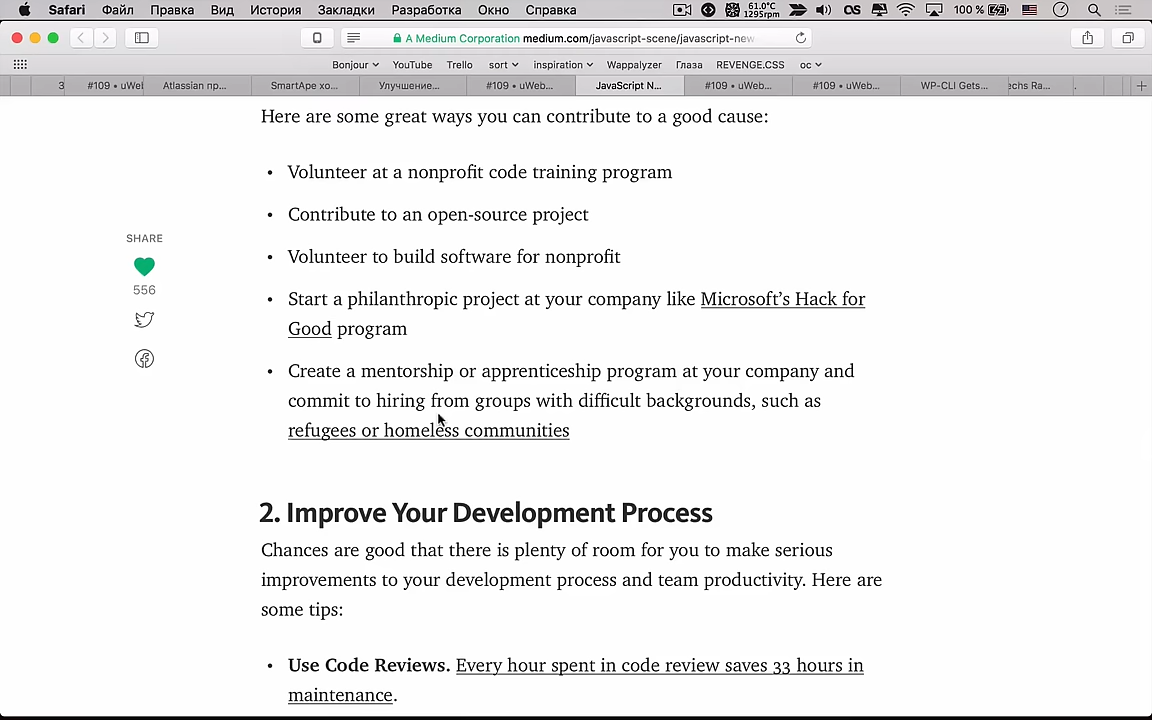 Safari Файл Правка Вид История Закладки Разработка Окно Справка 61.0°C 1295rpm 100 %
A Medium Corporation medium.com/javascript-scene/javascript-new
Bonjour YouTube Trello sort inspiration Wappalyzer Глаза REVENGE.CSS ос
3 #109 • uWeb Atlassian пр... SmartApe хо... Улучшение... #109 • uWeb... JavaScript N... #109 • uWeb... #109 • uWeb... WP-CLI Gets... echs Ra...
Here are some great ways you can contribute to a good cause:
• Volunteer at a nonprofit code training program
• Contribute to an open-source project
• Volunteer to build software for nonprofit
• Start a philanthropic project at your company like Microsoft’s Hack for
Good program
• Create a mentorship or apprenticeship program at your company and
commit to hiring from groups with difficult backgrounds, such as
refugees or homeless communities
SHARE
556
2. Improve Your Development Process
Chances are good that there is plenty of room for you to make serious
improvements to your development process and team productivity. Here are
some tips:
• Use Code Reviews. Every hour spent in code review saves 33 hours in
maintenance.